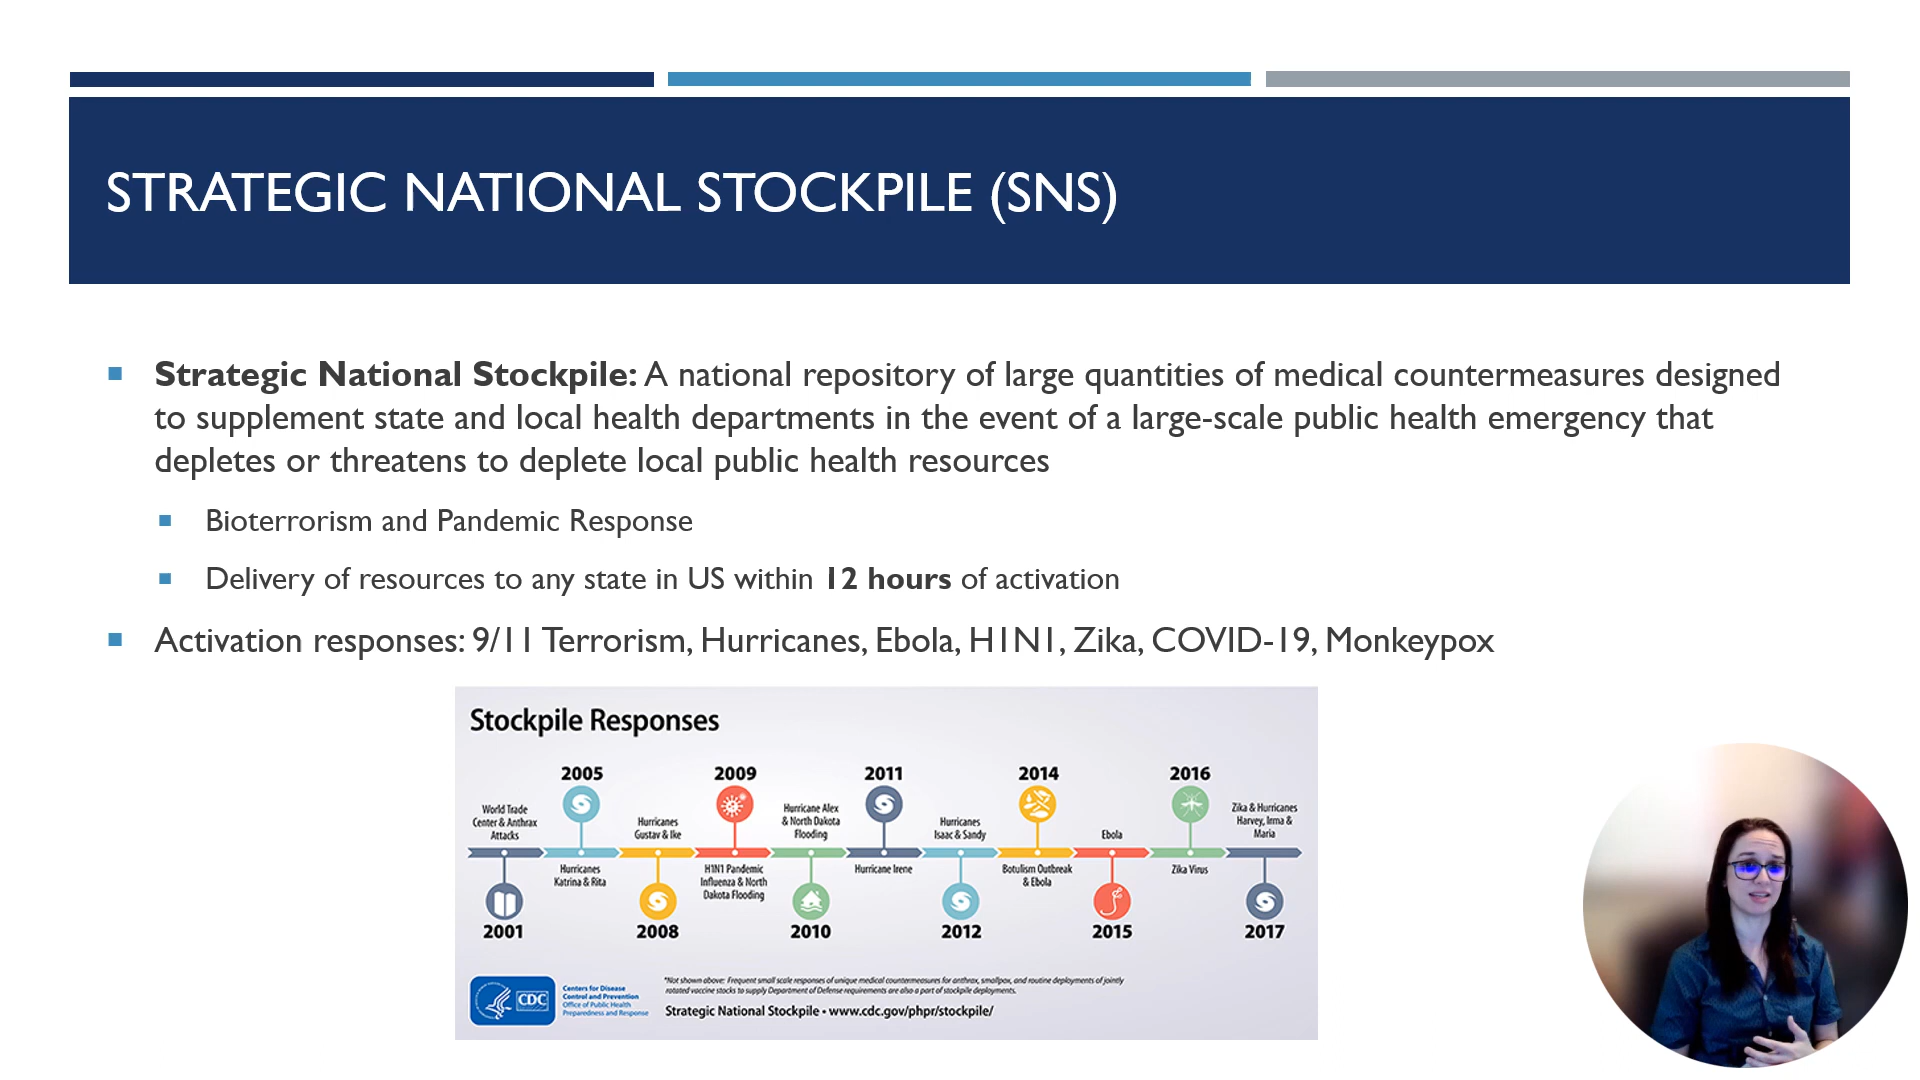 STRATEGIC NATIONAL STOCKPILE (SNS)
Strategic National Stockpile: A national repository of large quantities of medical countermeasures designed
to supplement state and local health departments in the event of a large-scale public health emergency that
depletes or threatens to deplete local public health resources
Bioterrorism and Pandemic Response
Delivery of resources to any state in US within 12 hours of activation
Activation responses: 9/11 Terrorism, Hurricanes, Ebola, H1N1, Zika, COVID-19, Monkeypox
Stockpile Responses
World Trade
Center & Anthrax
Attacks
2001
2005
Hurricanes
Katrina & Rita
Hurricanes
Gustav & Ike
2008
2009
H1N1 Pandemic
Influenza & North
Dakota Flooding
Hurricane Alex
& North Dakota
Flooding
2010
2011
Hurricane Irene
Hurricanes
Isaac & Sandy
2012
2014
Botulism Outbreak
& Ebola
Ebola
2015
2016
Zika Virus
Zika & Hurricanes
Harvey, Irma &
Maria
2017
CDC
Centers for Disease
Control and Prevention
Office of Public Health
Preparedness and Response
*Not shown above: Frequent small scale responses of unique medical countermeasures for anthrax, smallpox, and routine deployments of jointly
rotated vaccine stocks to supply Department of Defense requirements are also a part of stockpile deployments.
Strategic National Stockpile • www.cdc.gov/phpr/stockpile/